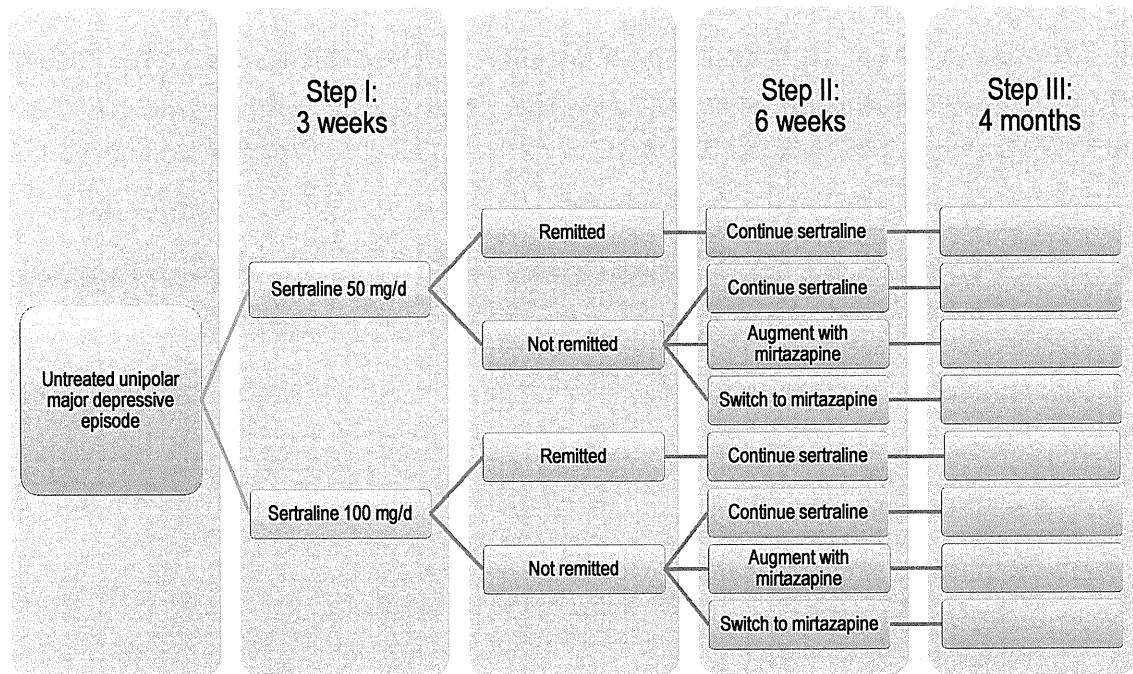 Step I:
3 weeks
Step II:
6 weeks
Step III:
4 months
Untreated unipolar
major depressive
episode
Sertraline 50 mg/d
Sertraline 100 mg/d
Remitted
Not remitted
Remitted
Not remitted
Continue sertraline
Continue sertraline
Augment with
mirtazapine
Switch to mirtazapine
Continue sertraline
Continue sertraline
Augment with
mirtazapine
Switch to mirtazapine